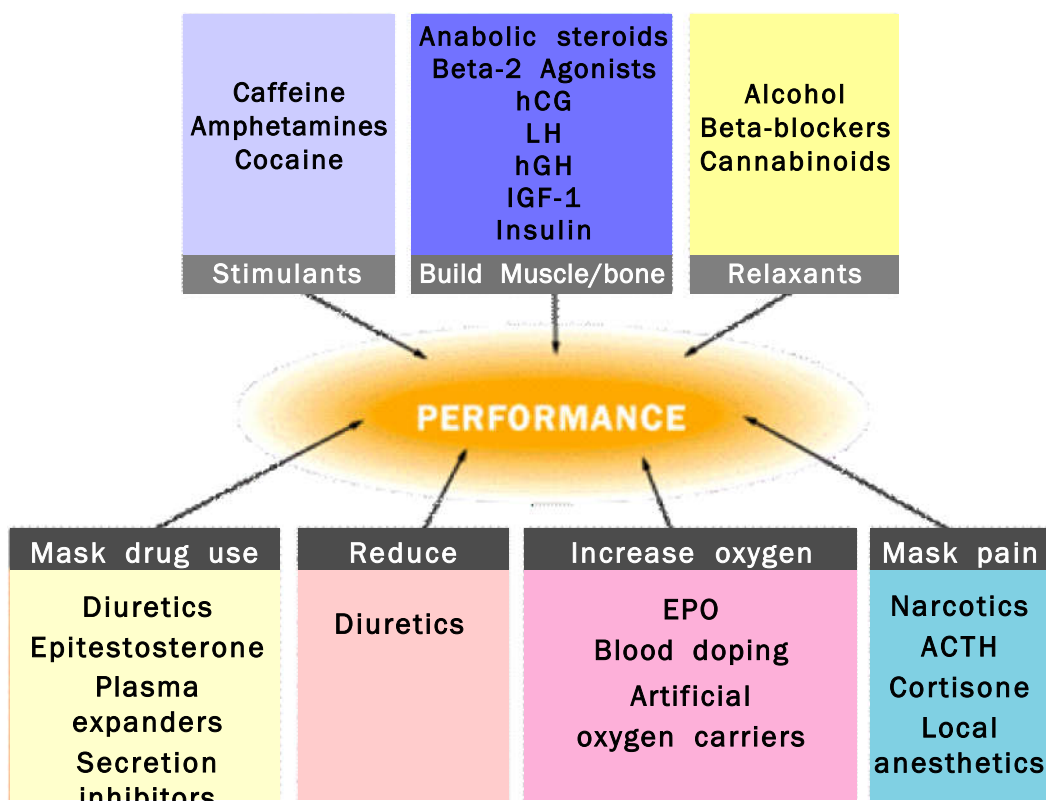 Caffeine
Amphetamines
Cocaine
Stimulants
Anabolic steroids
Beta-2 Agonists
hCG
LH
hGH
IGF-1
Insulin
Build Muscle/bone
Alcohol
Beta-blockers
Cannabinoids
Relaxants
PERFORMANCE
Mask drug use
Diuretics
Epitestosterone
Plasma
expanders
Secretion
inhibitors
Reduce
Diuretics
Increase oxygen
EPO
Blood doping
Artificial
oxygen carriers
Mask pain
Narcotics
ACTH
Cortisone
Local
anesthetics